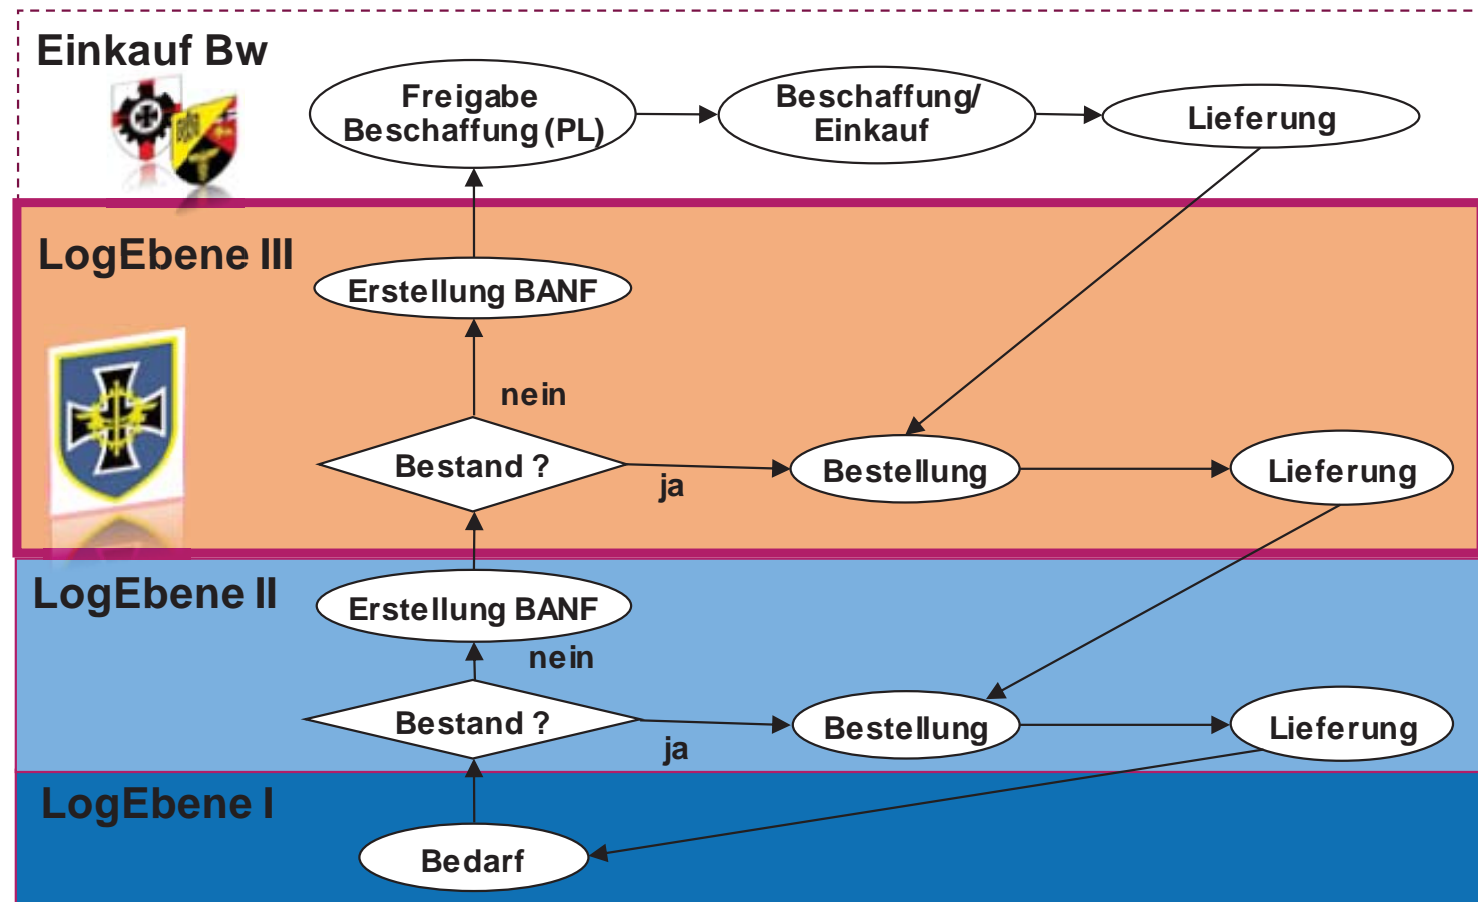 Einkauf Bw
Freigabe
Beschaffung (PL)
Beschaffung/
Einkauf
Lieferung
LogEbene III
Erstellung BANF
nein
Bestand ?
ja
Bestellung
Lieferung
LogEbene II
Erstellung BANF
nein
Bestand ?
ja
Bestellung
Lieferung
LogEbene I
Bedarf